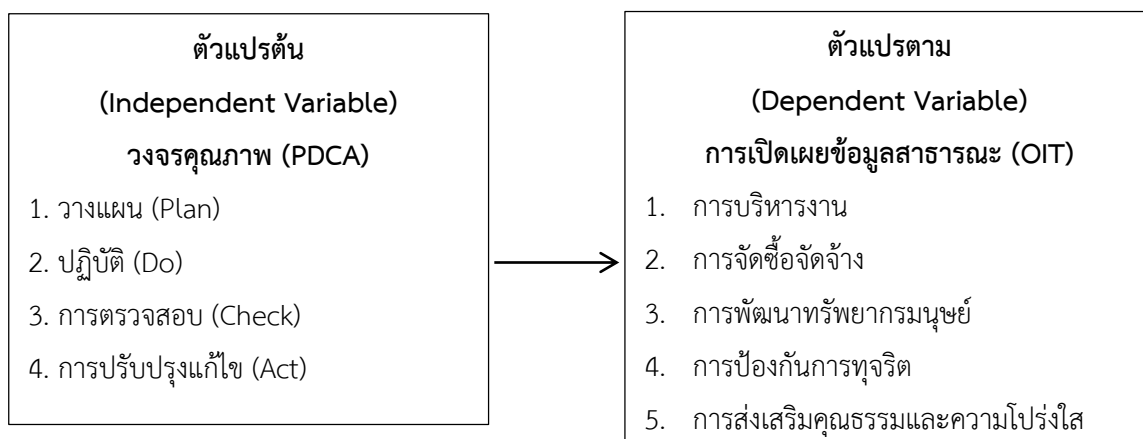 ตัวแปรต้น
(Independent Variable)
วงจรคุณภาพ (PDCA)
1. วางแผน (Plan)
2. ปฏิบัติ (Do)
3. การตรวจสอบ (Check)
4. การปรับปรุงแก้ไข (Act)
ตัวแปรตาม
(Dependent Variable)
การเปิดเผยข้อมูลสาธารณะ (OIT)
1. การบริหารงาน
2. การจัดซื้อจัดจ้าง
3. การพัฒนาทรัพยากรมนุษย์
4. การป้องกันการทุจริต
5. การส่งเสริมคุณธรรมและความโปร่งใส